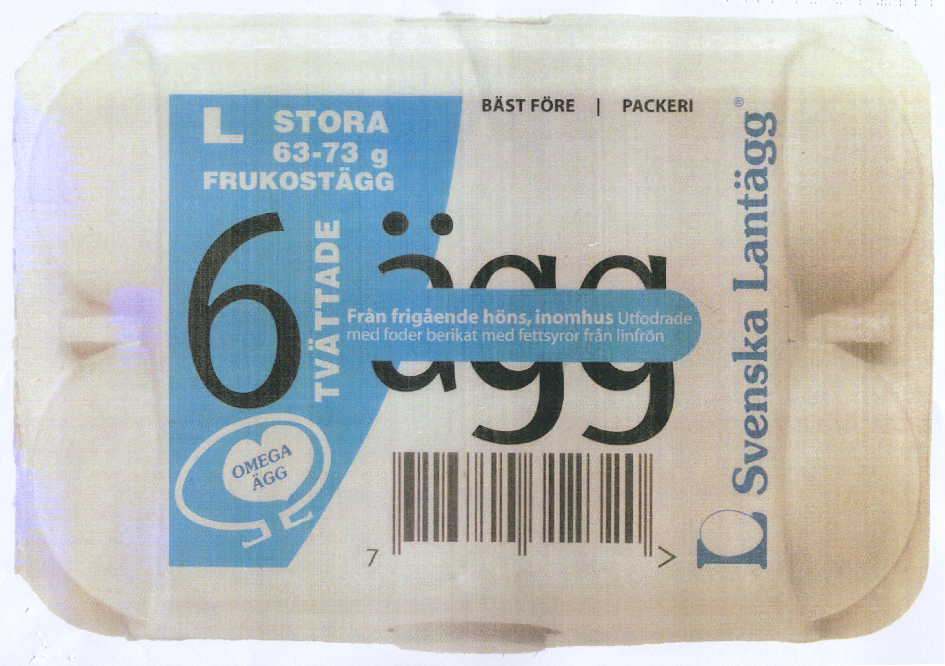 BÄST FÖRE | PACKERI
L STORA
63-73 g
FRUKOSTÄGG
6 ägg
TVÄTTADE
Från frigående höns, inomhus Utfodrade
med foder berikat med fettsyror från linfrön
OMEGA
ÄGG
7 >
Svenska Lantägg®